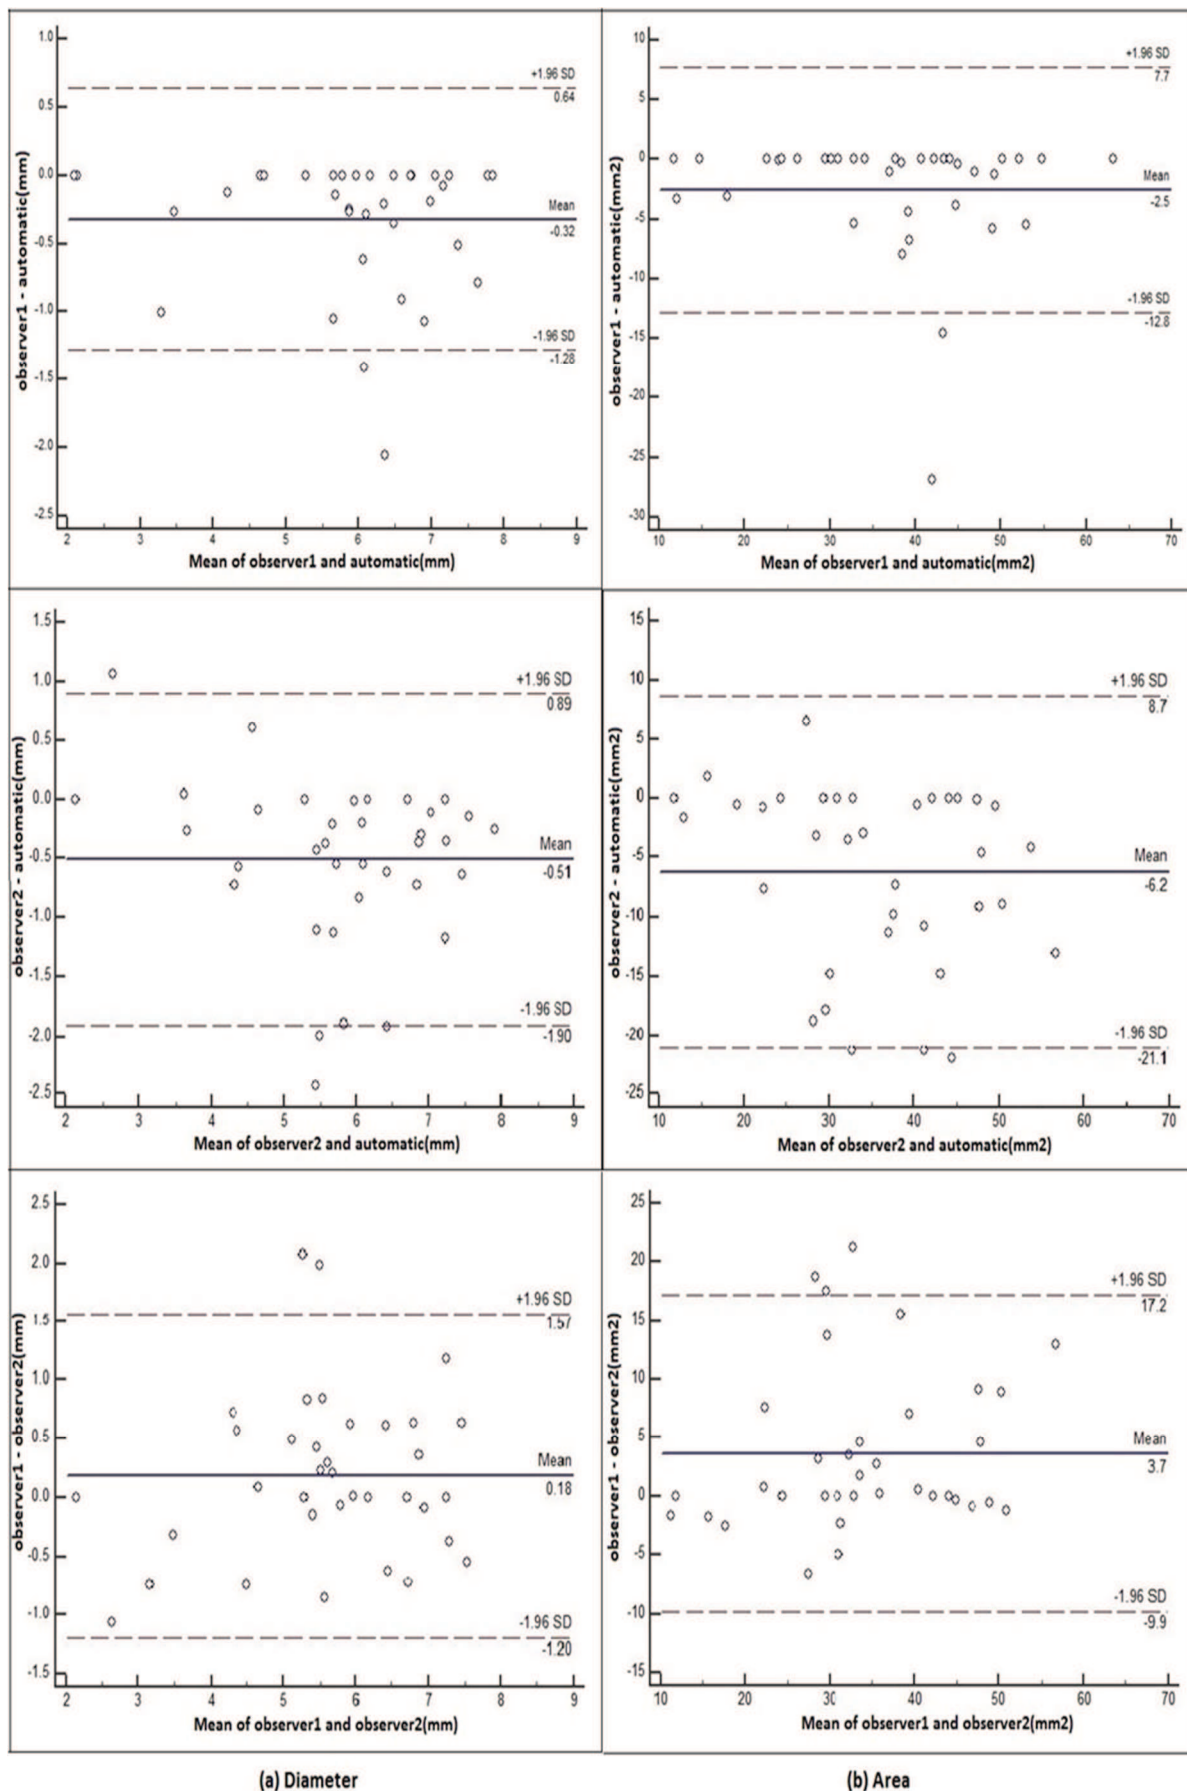 1.0
0.5
0.0
-0.5
-1.0
-1.5
-2.0
-2.5
observer1 - automatic(mm)
+1.96 SD
0.64
Mean
-0.32
-1.96 SD
-1.28
2 3 4 5 6 7 8 9
Mean of observer1 and automatic(mm)
10
5
0
-5
-10
-15
-20
-25
-30
observer1 - automatic(mm2)
+1.96 SD
7.7
Mean
-2.5
-1.96 SD
-12.8
10 20 30 40 50 60 70
Mean of observer1 and automatic(mm2)
1.5
1.0
0.5
0.0
-0.5
-1.0
-1.5
-2.0
-2.5
observer2 - automatic(mm)
+1.96 SD
0.89
Mean
-0.51
-1.96 SD
-1.90
2 3 4 5 6 7 8 9
Mean of observer2 and automatic(mm)
15
10
5
0
-5
-10
-15
-20
-25
observer2 - automatic(mm2)
+1.96 SD
8.7
Mean
-6.2
-1.96 SD
-21.1
10 20 30 40 50 60 70
Mean of observer2 and automatic(mm2)
2.5
2.0
1.5
1.0
0.5
0.0
-0.5
-1.0
-1.5
observer1 - observer2(mm)
+1.96 SD
1.57
Mean
0.18
-1.96 SD
-1.20
2 3 4 5 6 7 8 9
Mean of observer1 and observer2(mm)
25
20
15
10
5
0
-5
-10
-15
observer1 - observer2(mm2)
+1.96 SD
17.2
Mean
3.7
-1.96 SD
-9.9
10 20 30 40 50 60 70
Mean of observer1 and observer2(mm2)
(a) Diameter
(b) Area